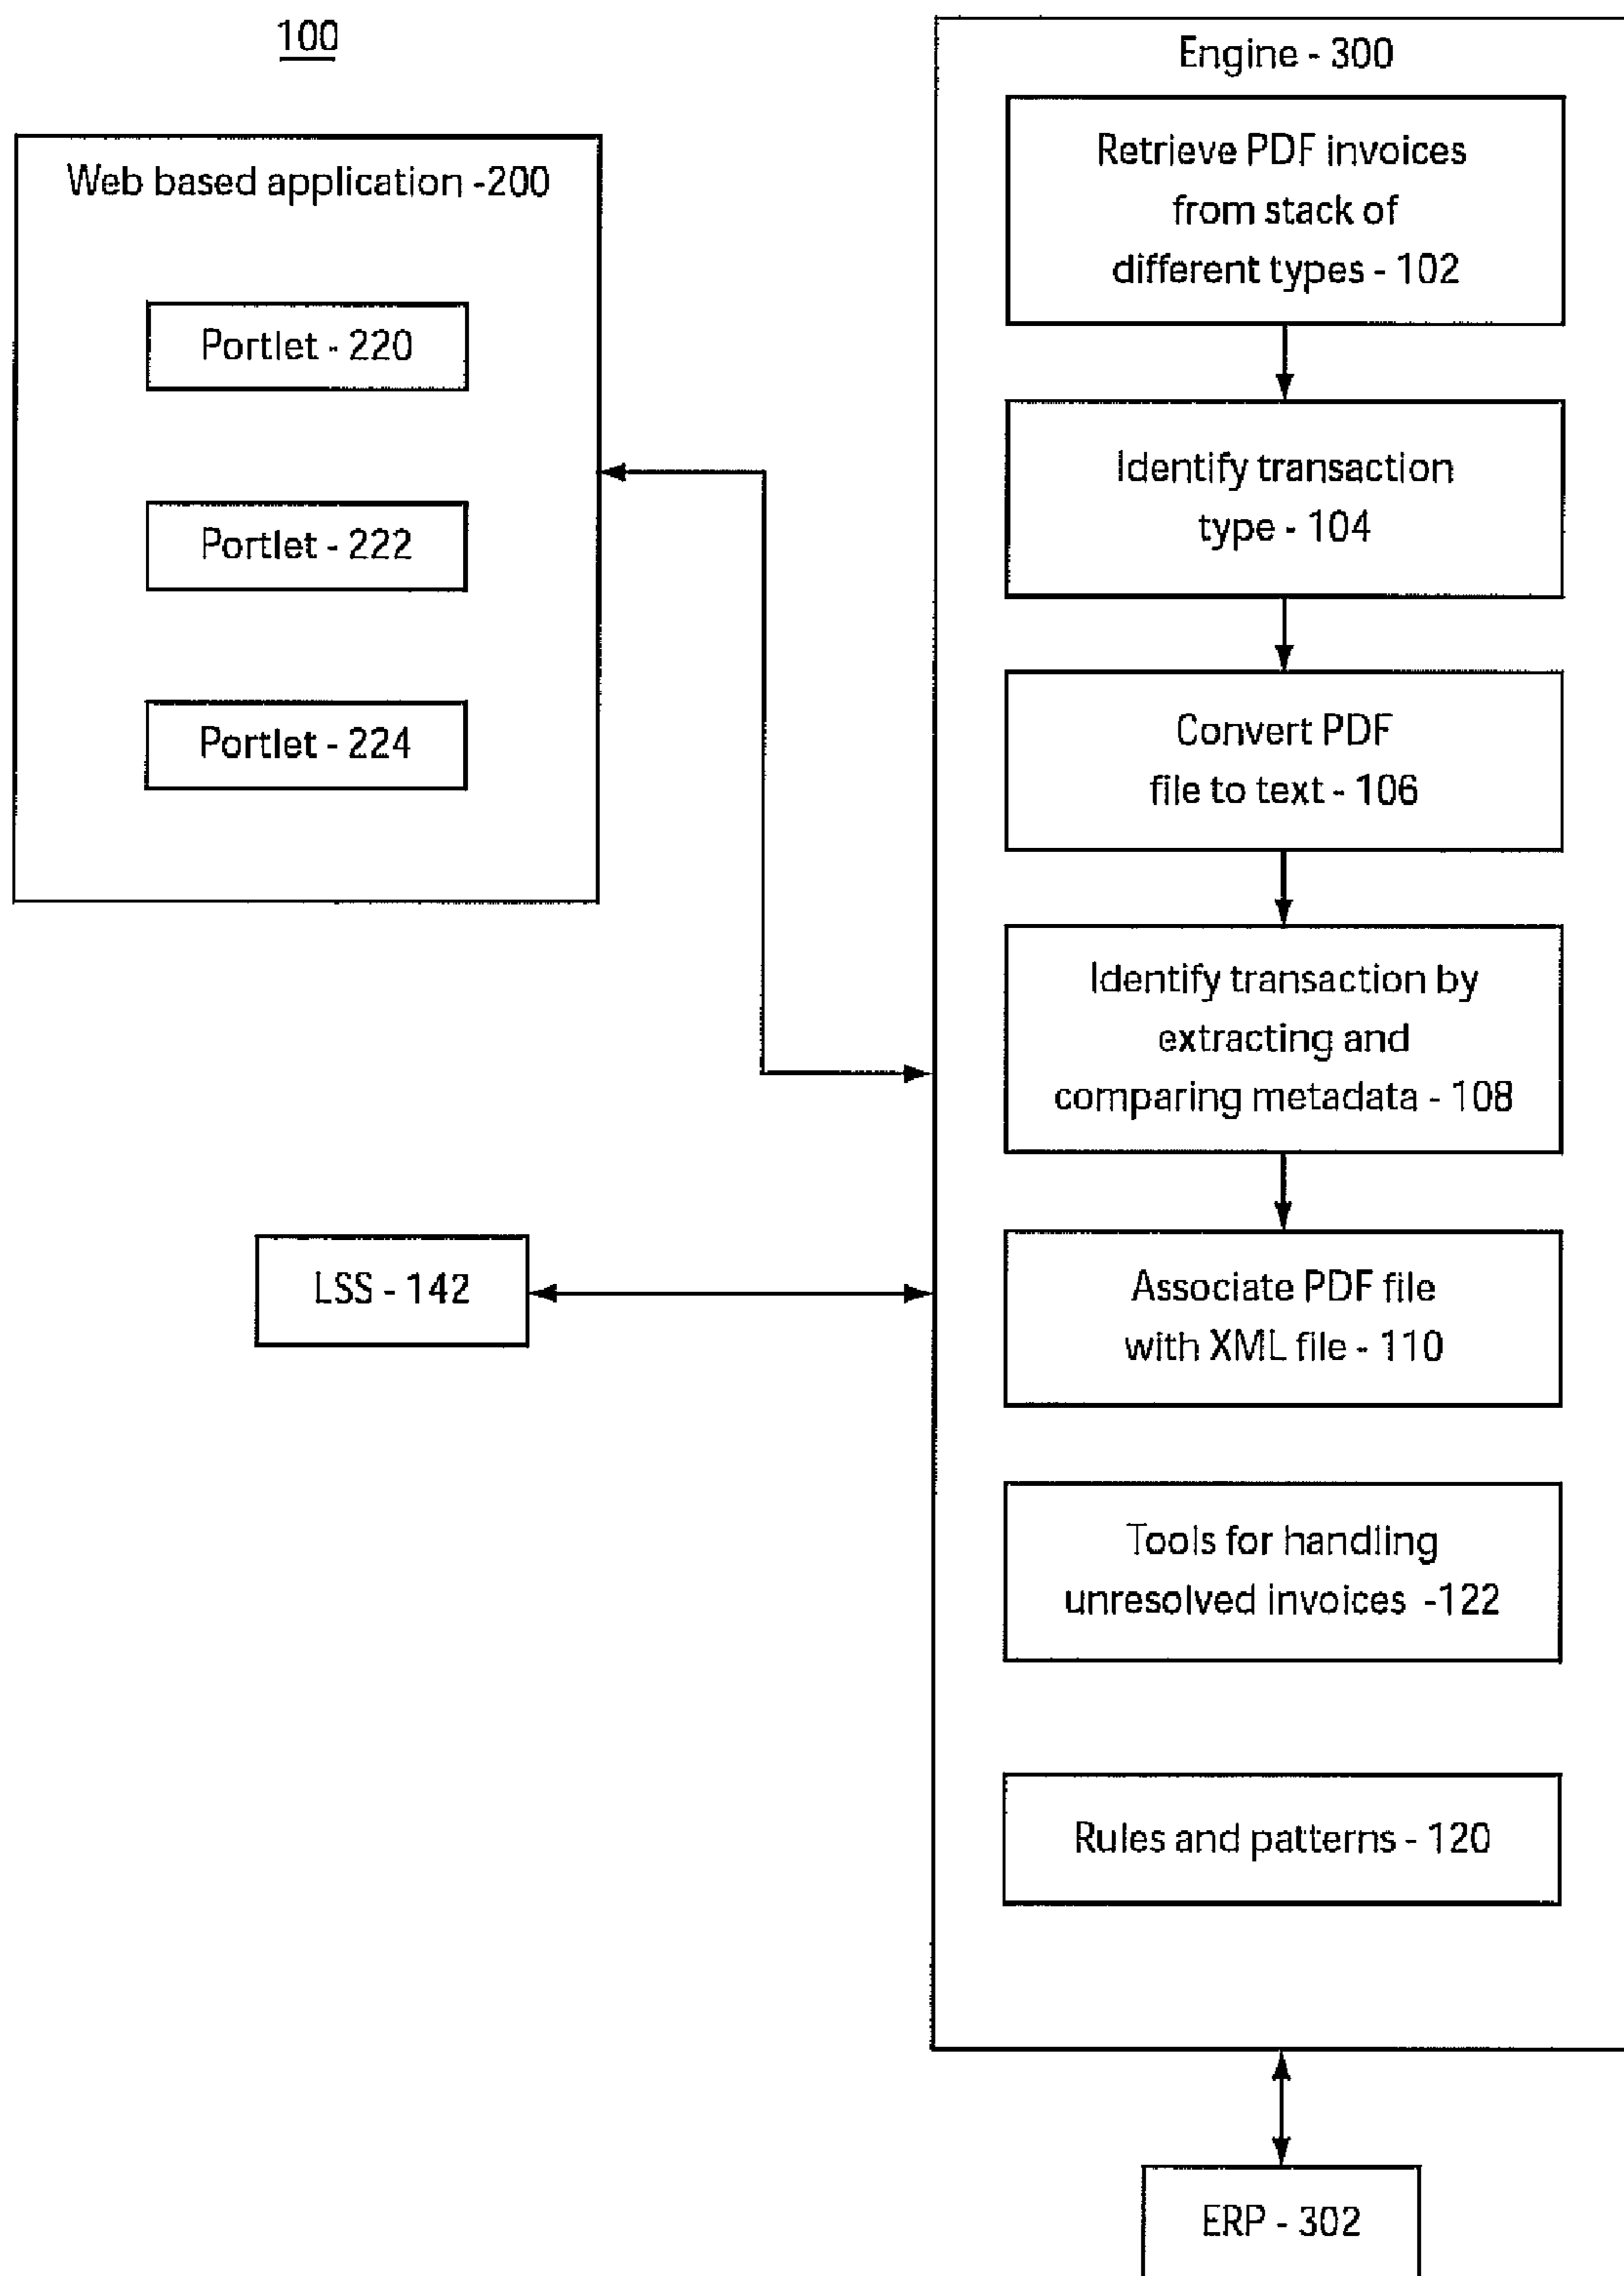 100
Web based application -200
Portlet - 220
Portlet - 222
Portlet - 224
LSS - 142
Engine - 300
Retrieve PDF invoices
from stack of
different types - 102
Identify transaction
type - 104
Convert PDF
file to text - 106
Identify transaction by
extracting and
comparing metadata - 108
Associate PDF file
with XML file - 110
Tools for handling
unresolved invoices -122
Rules and patterns - 120
ERP - 302